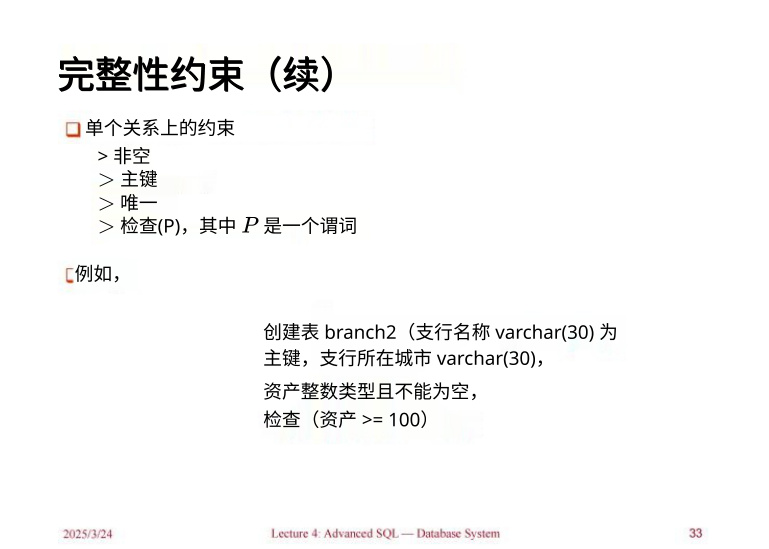 完整性约束（续）
单个关系上的约束
> 非空
> 主键
> 唯一
> 检查(P)，其中 P 是一个谓词
例如，
创建表 branch2（支行名称 varchar(30) 为
主键，支行所在城市 varchar(30)，
资产整数类型且不能为空，
检查（资产 >= 100）
2025/3/24
Lecture 4: Advanced SQL — Database System
33